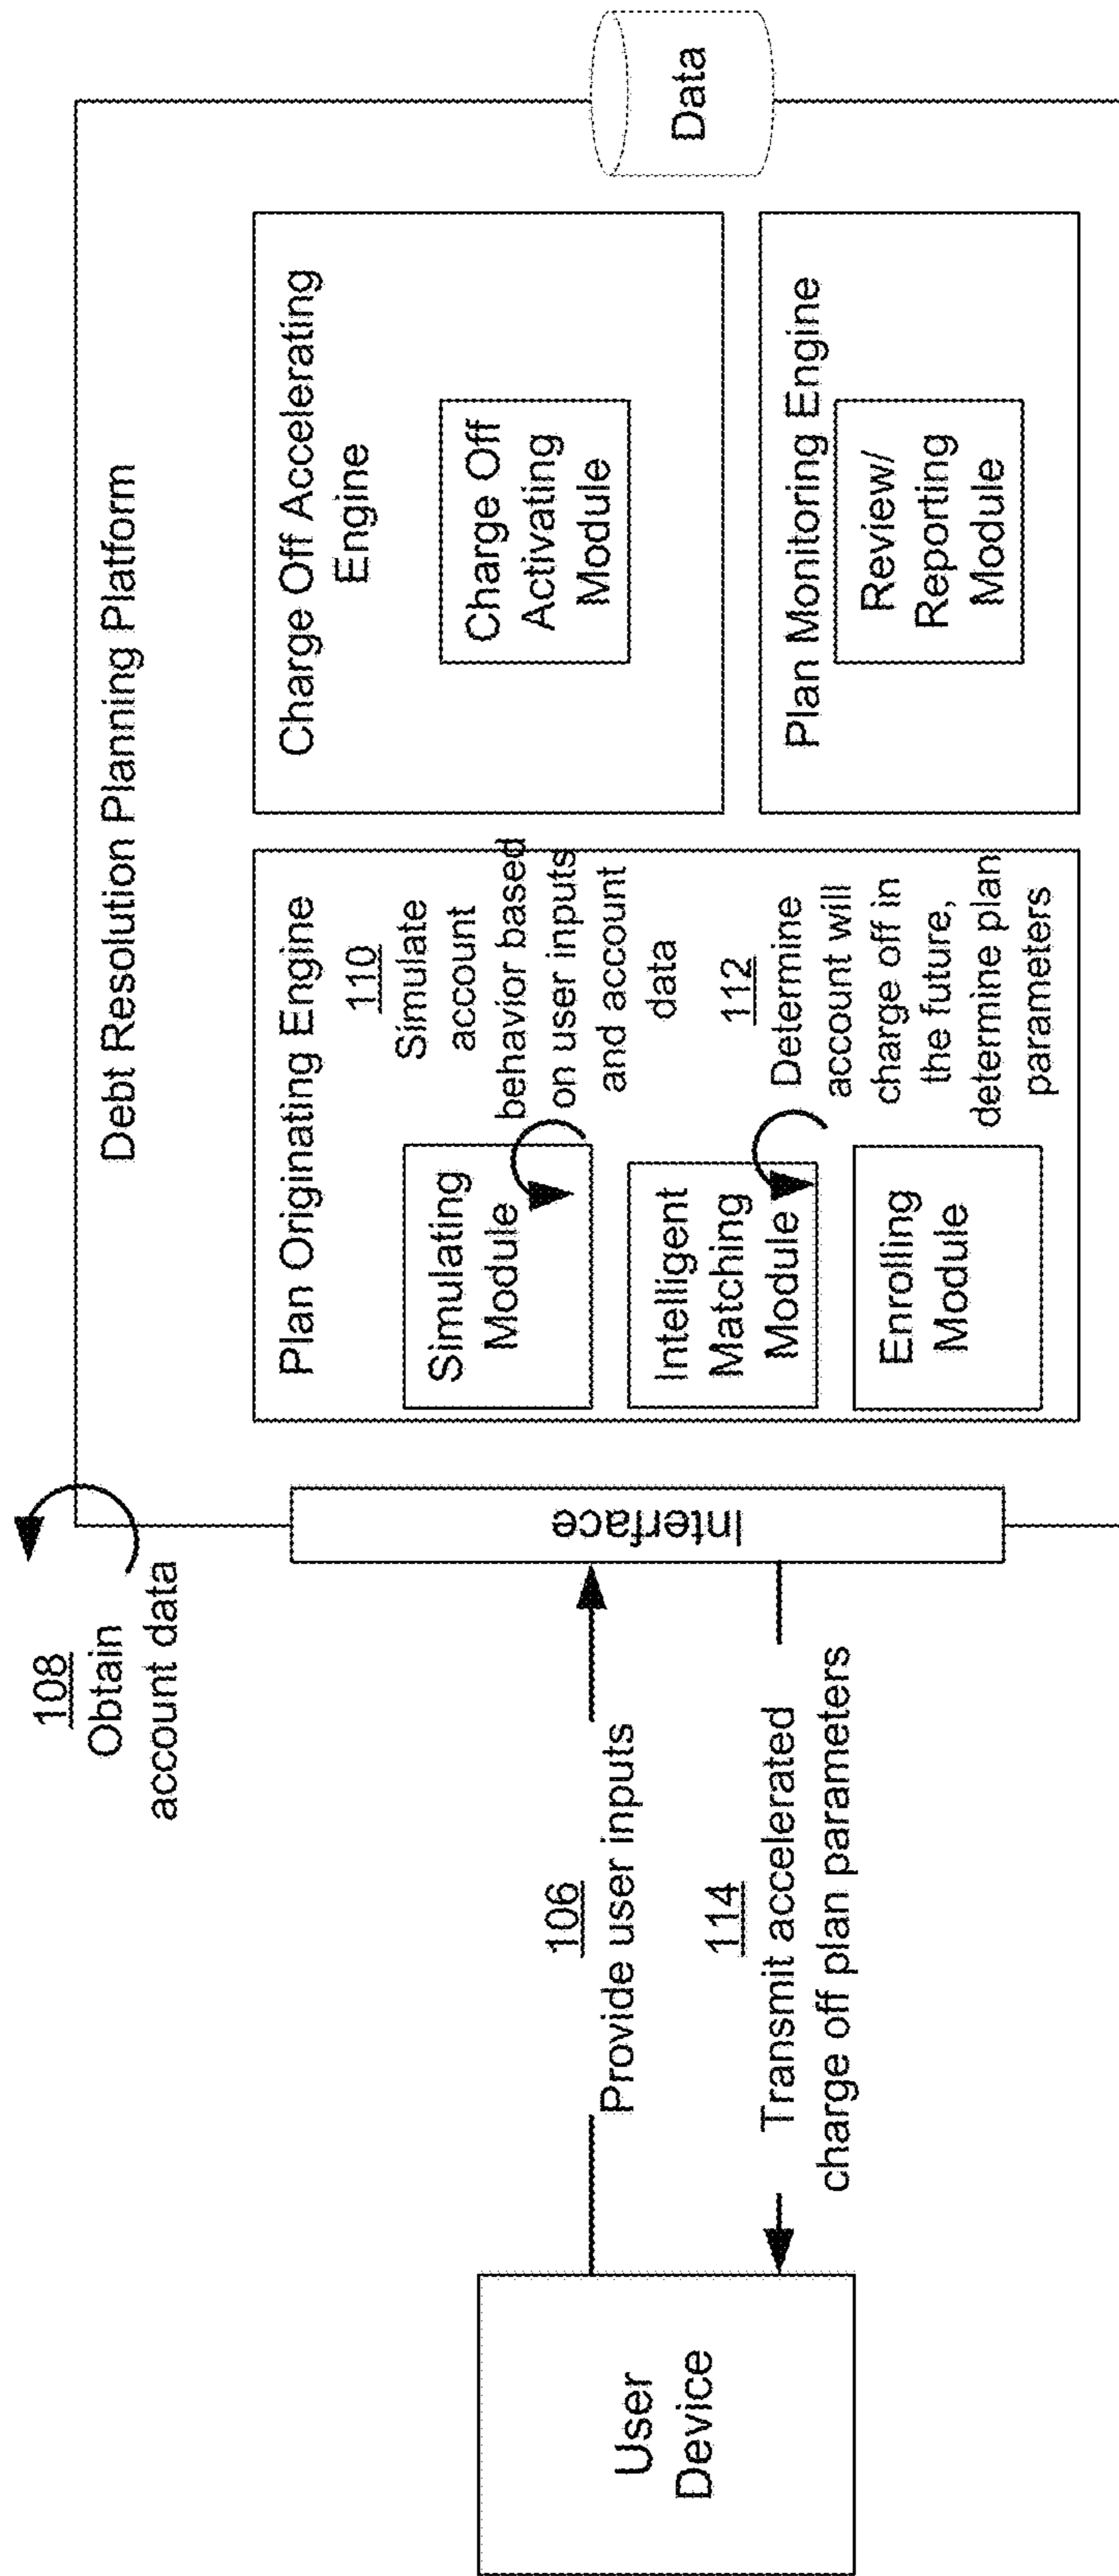 Debt Resolution Planning Platform
108
Obtain
account data
User
Device
106
Provide user inputs
114
Transmit accelerated
charge off plan parameters
Interface
Plan Originating Engine
Simulating
Module
110
Simulate
account
behavior based
on user inputs
and account
data
Intelligent
Matching
Module
112
Determine
account will
charge off in
the future,
determine plan
parameters
Enrolling
Module
Charge Off Accelerating
Engine
Charge Off
Activating
Module
Plan Monitoring Engine
Review/
Reporting
Module
Data